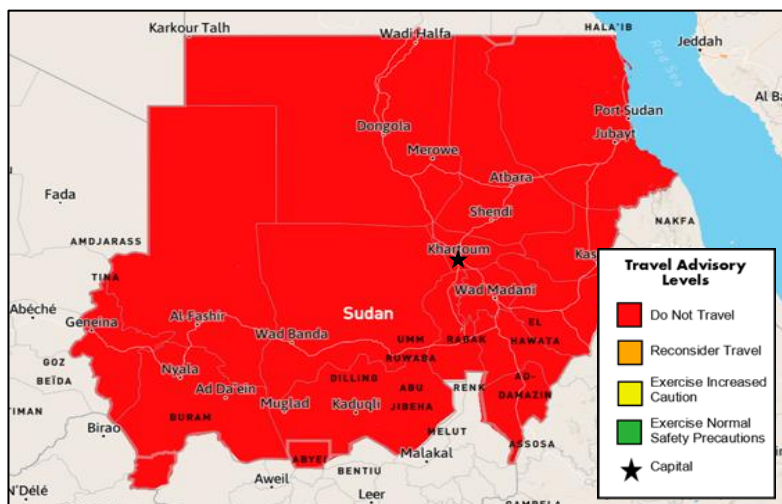 Karkour Talh
Wadi Halfa
HALA'IB
Jeddah
Red Sea
Al Ba
Port Sudan
Dongola
Jubayt
Merowe
Atbara
Fada
Shendi
NAKFA
AMDJARASS
Khartoum
Kas
TINA
Wad Madani
Abéché
Geneina
Al-Fashir
Sudan
Wad Banda
UMM
RUWABA
RABAK
EL
HAWATA
GOZ
BEÏDA
Nyala
Ad Da'ein
DILLING
ABU
JIBEHA
RENK
AD-
DAMAZIN
TIMAN
BURAM
Muglad
Kaduqli
Birao
MELUT
ASSOSA
ABYEI
BENTIU
Malakal
N'Délé
Aweil
Leer
GAMBELA
Travel Advisory
Levels
Do Not Travel
Reconsider Travel
Exercise Increased
Caution
Exercise Normal
Safety Precautions
Capital